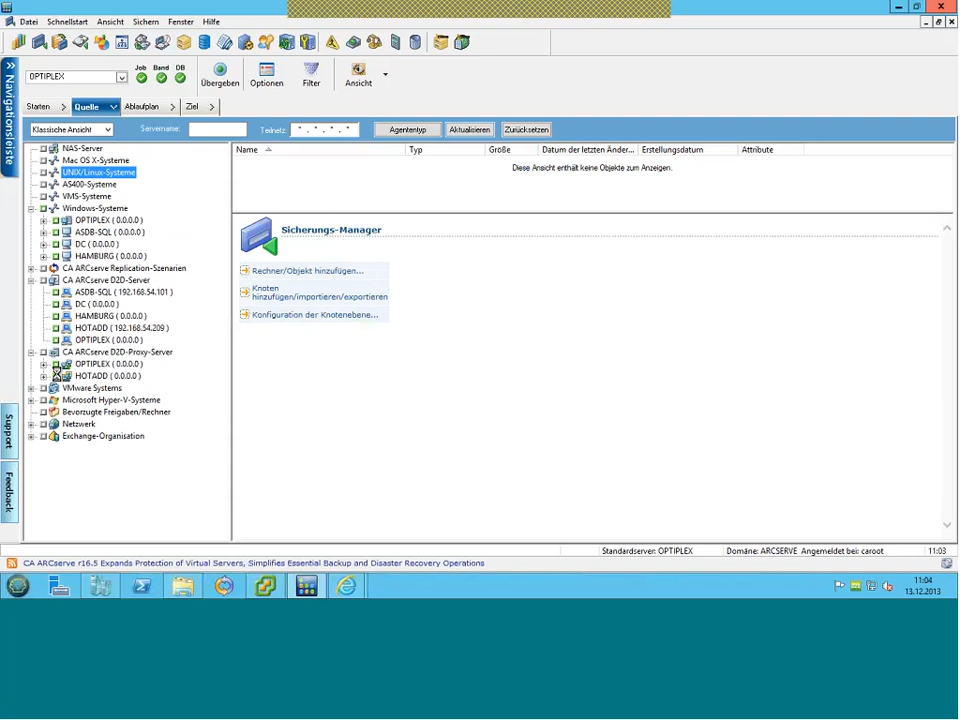 Datei Schnellstart Ansicht Sichern Fenster Hilfe
OPTIPLEX
Job Band DB
Übergeben Optionen Filter Ansicht
Navigationsleiste
Starten Quelle Ablaufplan Ziel
Klassische Ansicht Servername: Teilnetz: * . * . * . * Agententyp Aktualisieren Zurücksetzen
NAS-Server
Mac OS X-Systeme
UNIX/Linux-Systeme
AS400-Systeme
VMS-Systeme
Windows-Systeme
OPTIPLEX ( 0.0.0.0 )
ASDB-SQL ( 0.0.0.0 )
DC ( 0.0.0.0 )
HAMBURG ( 0.0.0.0 )
CA ARCserve Replication-Szenarien
CA ARCserve D2D-Server
ASDB-SQL ( 192.168.54.101 )
DC ( 0.0.0.0 )
HAMBURG ( 0.0.0.0 )
HOTADD ( 192.168.54.209 )
OPTIPLEX ( 0.0.0.0 )
CA ARCserve D2D-Proxy-Server
OPTIPLEX ( 0.0.0.0 )
HOTADD ( 0.0.0.0 )
VMware Systems
Microsoft Hyper-V-Systeme
Bevorzugte Freigaben/Rechner
Netzwerk
Exchange-Organisation
Name Typ Größe Datum der letzten Änder... Erstellungsdatum Attribute
Diese Ansicht enthält keine Objekte zum Anzeigen.
Sicherungs-Manager
Rechner/Objekt hinzufügen...
Knoten
hinzufügen/importieren/exportieren
Konfiguration der Knotenebene...
Support
Feedback
Standardserver: OPTIPLEX Domäne: ARCSERVE Angemeldet bei: caroot 11:03
CA ARCserve r16.5 Expands Protection of Virtual Servers, Simplifies Essential Backup and Disaster Recovery Operations
11:04
13.12.2013